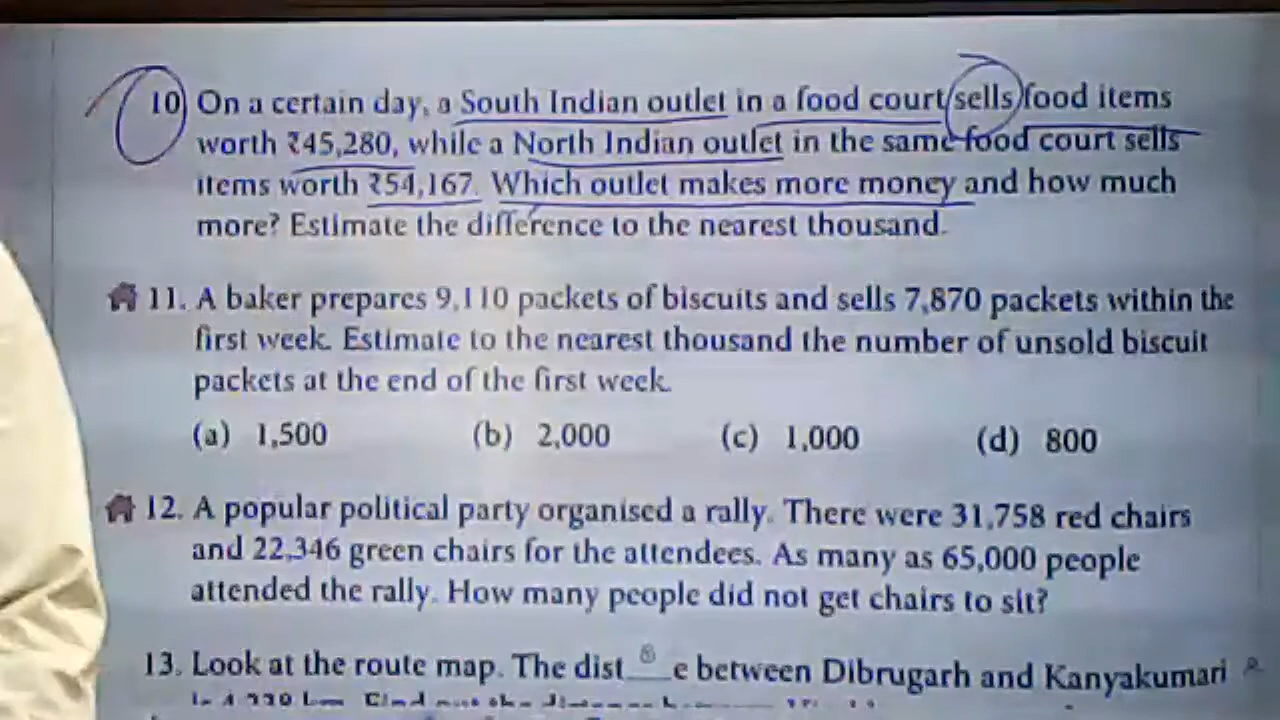 10 On a certain day, a South Indian outlet in a food court sells food items
worth ₹45,280, while a North Indian outlet in the same food court sells
items worth ₹54,167. Which outlet makes more money and how much
more? Estimate the difference to the nearest thousand.
11. A baker prepares 9,110 packets of biscuits and sells 7,870 packets within the
first week. Estimate to the nearest thousand the number of unsold biscuit
packets at the end of the first week.
(a) 1,500 (b) 2,000 (c) 1,000 (d) 800
12. A popular political party organised a rally. There were 31,758 red chairs
and 22,346 green chairs for the attendees. As many as 65,000 people
attended the rally. How many people did not get chairs to sit?
13. Look at the route map. The dist e between Dibrugarh and Kanyakumari